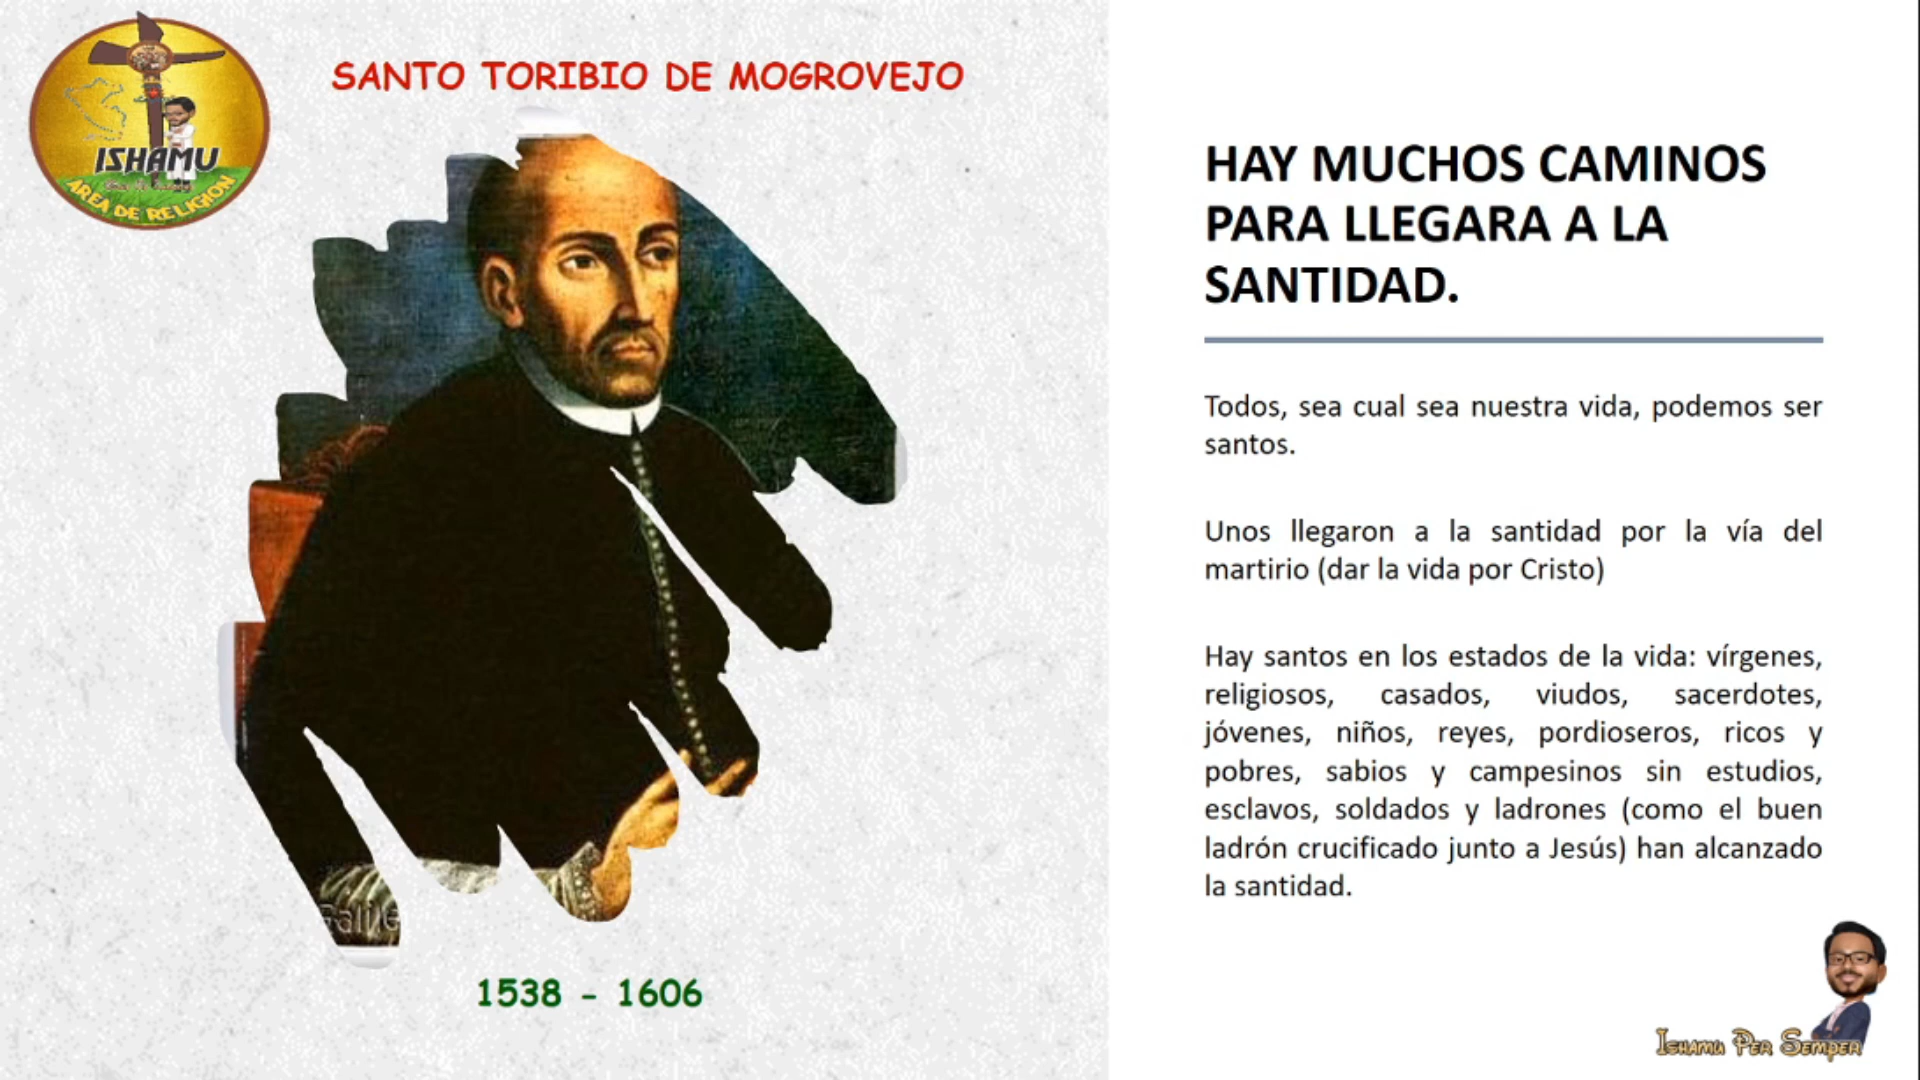 ISHAMU
AREA DE RELIGION
SANTO TORIBIO DE MOGROVEJO
1538 - 1606
HAY MUCHOS CAMINOS
PARA LLEGARA A LA
SANTIDAD.
Todos, sea cual sea nuestra vida, podemos ser
santos.
Unos llegaron a la santidad por la vía del
martirio (dar la vida por Cristo)
Hay santos en los estados de la vida: vírgenes,
religiosos, casados, viudos, sacerdotes,
jóvenes, niños, reyes, pordioseros, ricos y
pobres, sabios y campesinos sin estudios,
esclavos, soldados y ladrones (como el buen
ladrón crucificado junto a Jesús) han alcanzado
la santidad.
Ishamu Per Semper